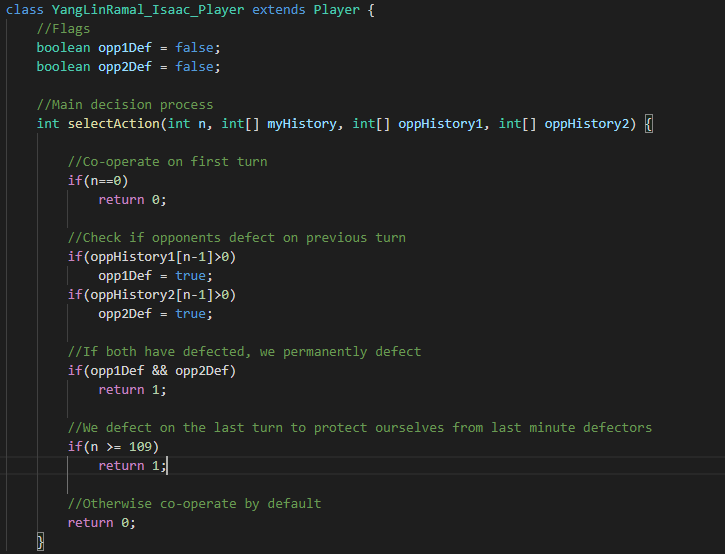 class YangLinRamal_Isaac_Player extends Player {
//Flags
boolean opp1Def = false;
boolean opp2Def = false;
//Main decision process
int selectAction(int n, int[] myHistory, int[] oppHistory1, int[] oppHistory2) {
//Co-operate on first turn
if(n==0)
return 0;
//Check if opponents defect on previous turn
if(oppHistory1[n-1]>0)
opp1Def = true;
if(oppHistory2[n-1]>0)
opp2Def = true;
//If both have defected, we permanently defect
if(opp1Def && opp2Def)
return 1;
//We defect on the last turn to protect ourselves from last minute defectors
if(n >= 109)
return 1;
//Otherwise co-operate by default
return 0;
}